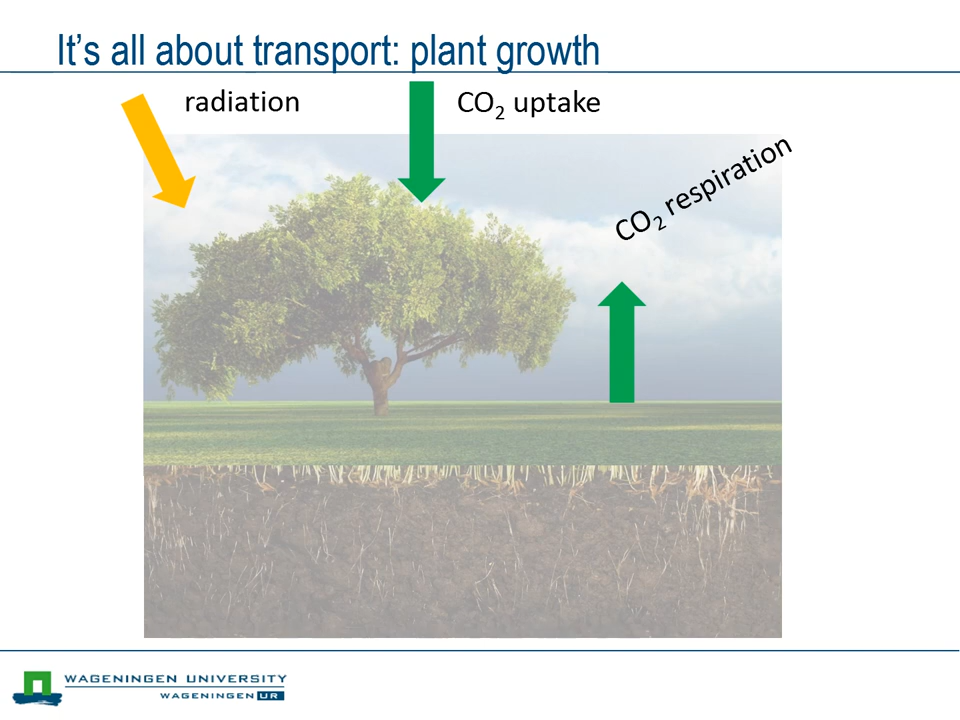 It’s all about transport: plant growth
radiation
CO₂ uptake
CO₂ respiration
WAGENINGEN UNIVERSITY
WAGENINGEN UR